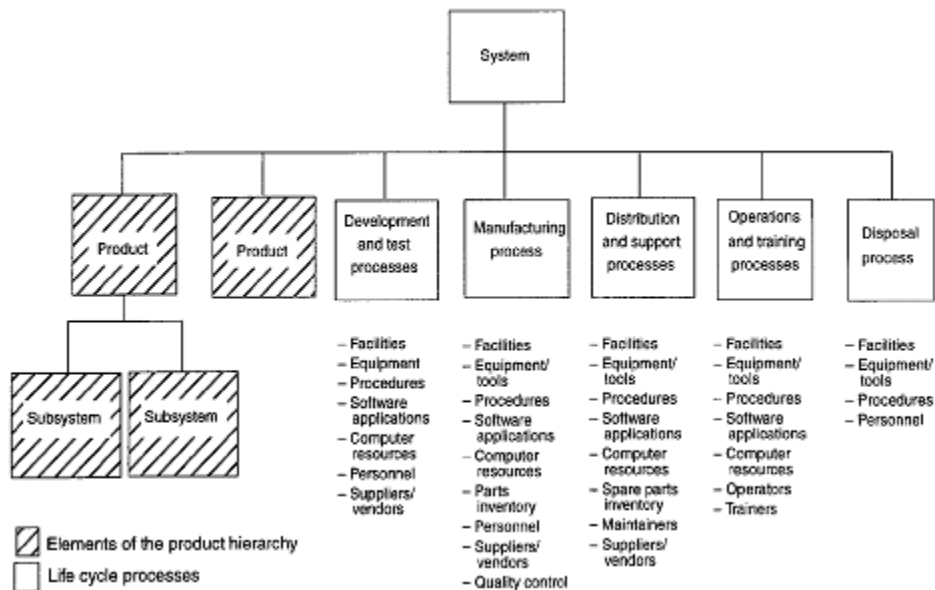 System
Product
Product
Development
and test
processes
Manufacturing
process
Distribution
and support
processes
Operations
and training
processes
Disposal
process
Subsystem
Subsystem
– Facilities
– Equipment
– Procedures
– Software
applications
– Computer
resources
– Personnel
– Suppliers/
vendors
– Facilities
– Equipment/
tools
– Procedures
– Software
applications
– Computer
resources
– Parts
inventory
– Personnel
– Suppliers/
vendors
– Quality control
– Facilities
– Equipment/
tools
– Procedures
– Software
applications
– Computer
resources
– Spare parts
inventory
– Maintainers
– Suppliers/
vendors
– Facilities
– Equipment/
tools
– Procedures
– Software
applications
– Computer
resources
– Operators
– Trainers
– Facilities
– Equipment/
tools
– Procedures
– Personnel
Elements of the product hierarchy
Life cycle processes